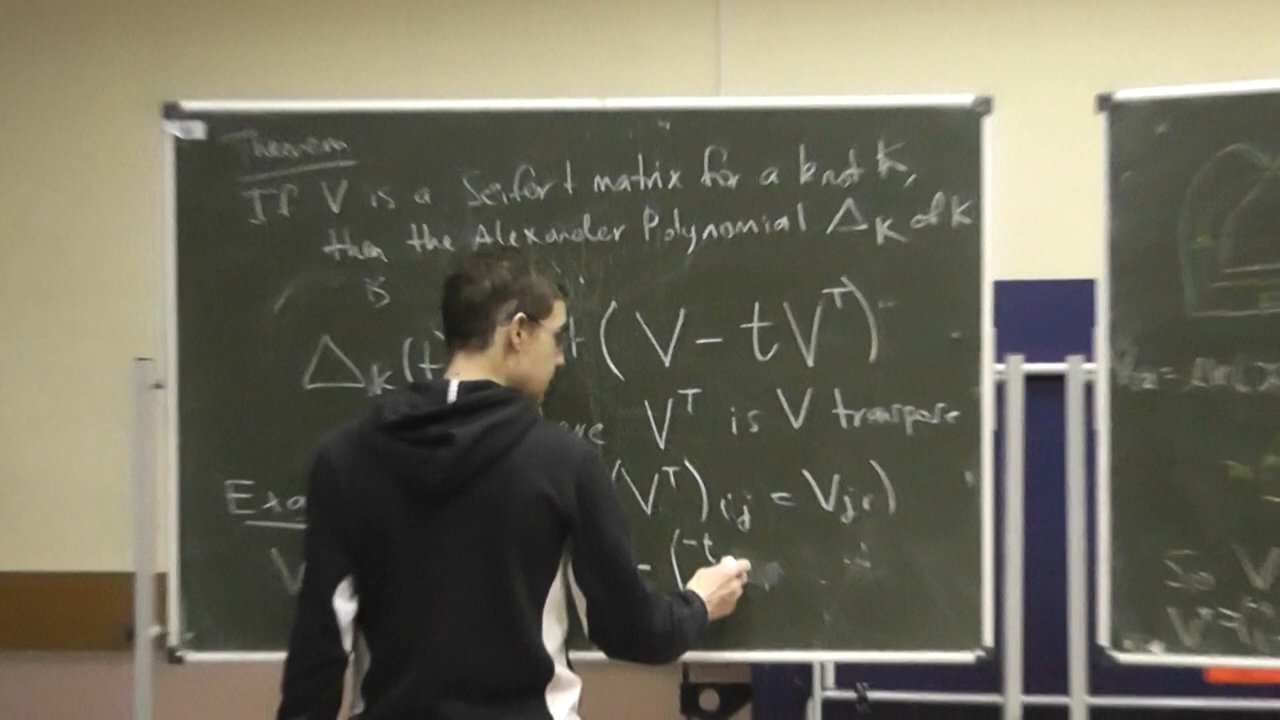 Theorem
If V is a Seifert matrix for a knot K,
then the Alexander Polynomial Δ_K of K
is
Δ_K(t) (V - tV^T)
V^T is V transpose
(V^T)_ij = V_ji)
Exa
V - (-t
So V